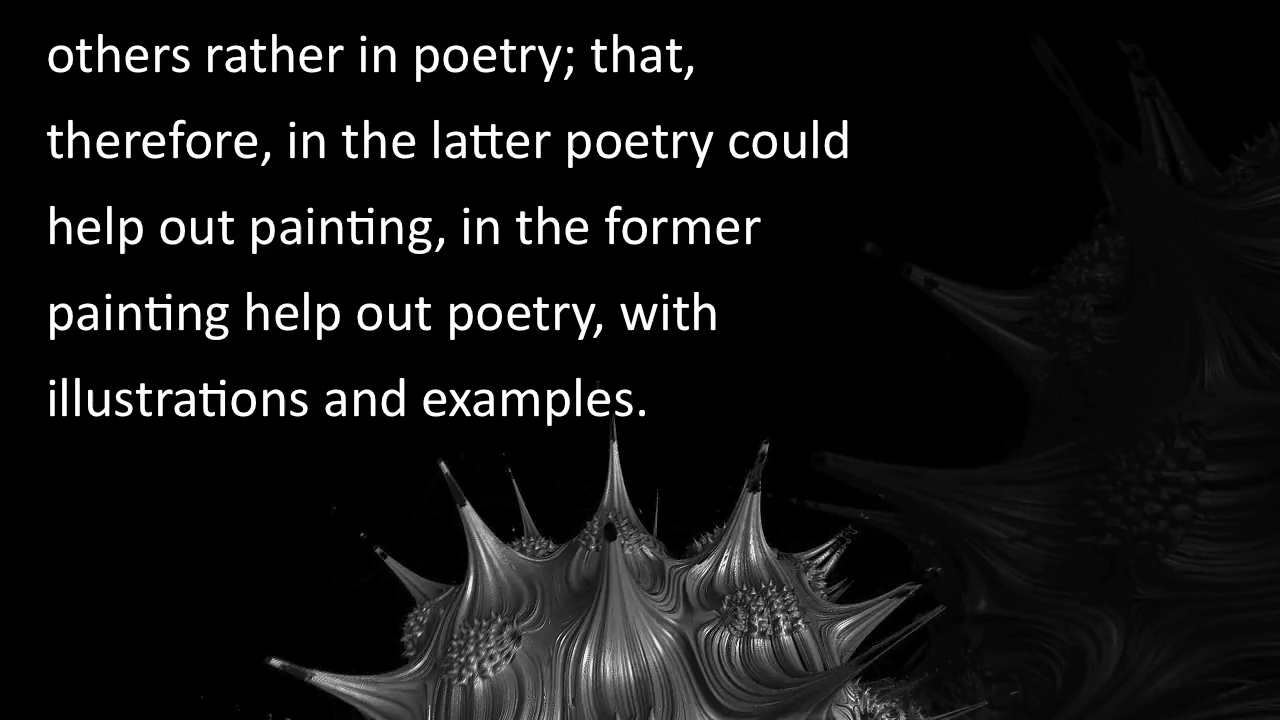 others rather in poetry; that,
therefore, in the latter poetry could
help out painting, in the former
painting help out poetry, with
illustrations and examples.